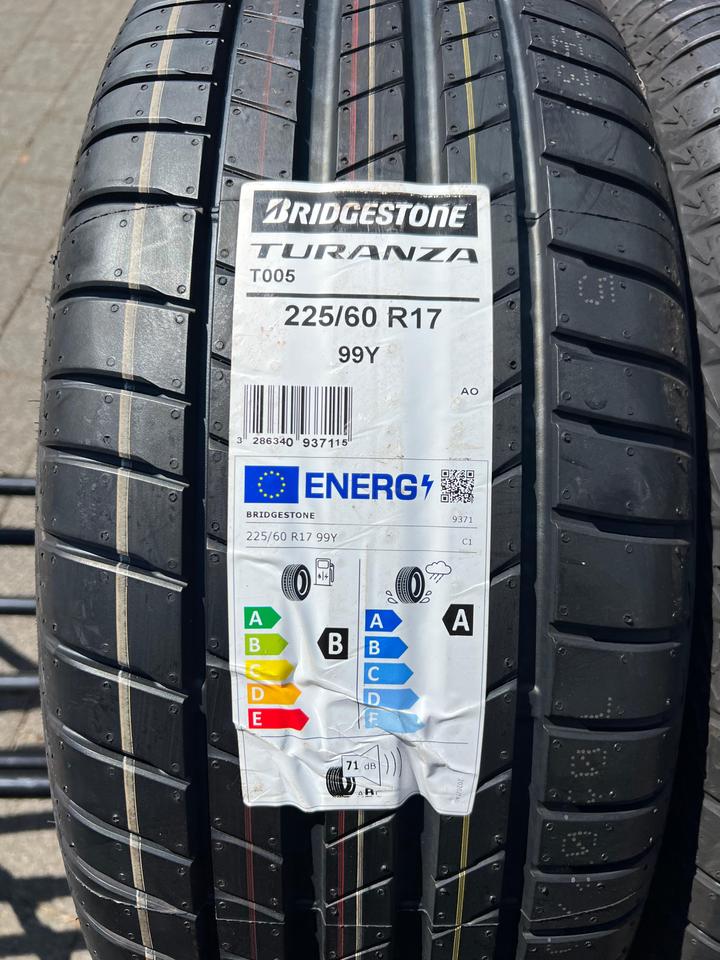 BRIDGESTONE
TURANZA
T005
225/60 R17
99Y
AO
3 286340 937115
ENERG
BRIDGESTONE 9371
225/60 R17 99Y C1
A A A
B B B
C C
D D
E E
71 dB
ABC